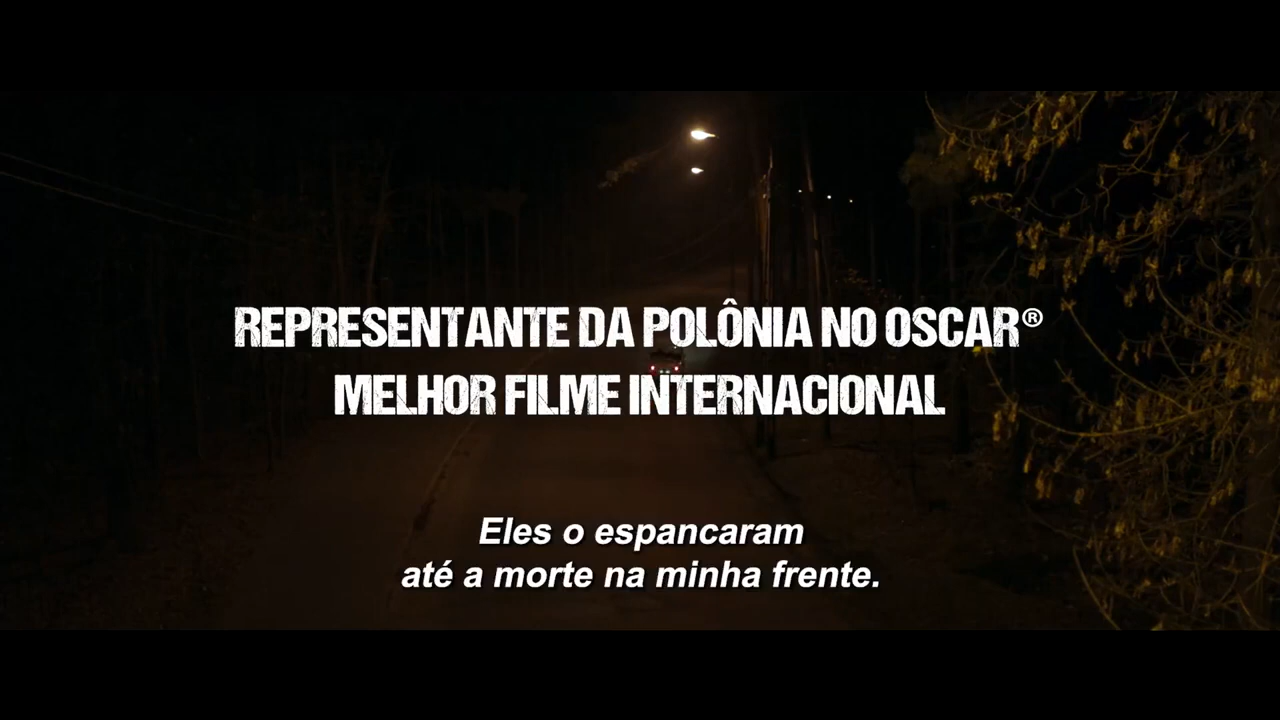 REPRESENTANTE DA POLÔNIA NO OSCAR®
MELHOR FILME INTERNACIONAL
Eles o espancaram
até a morte na minha frente.